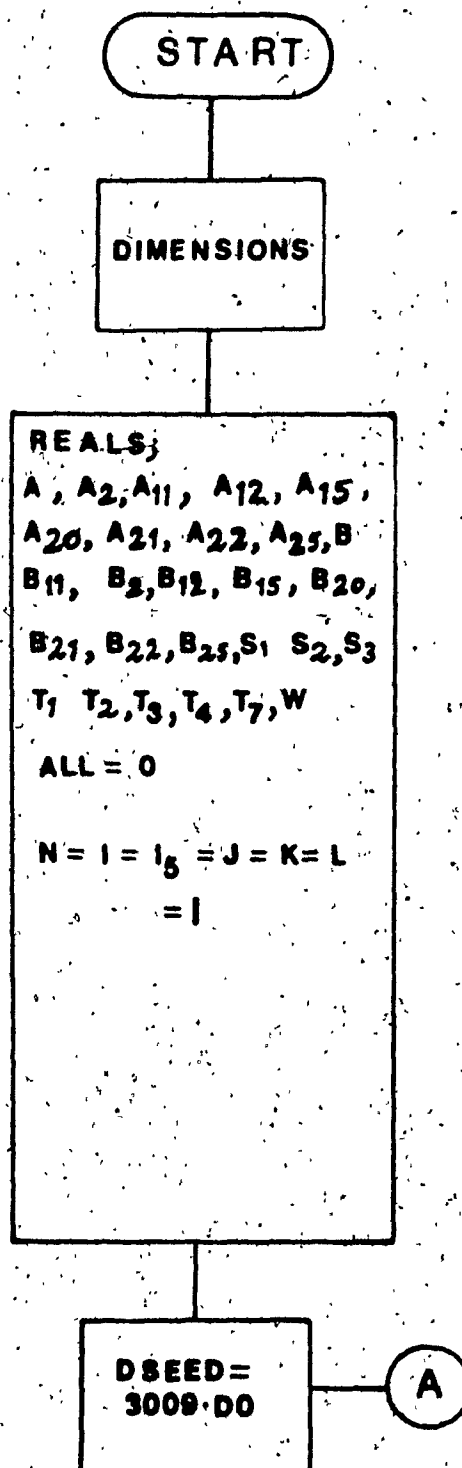 START
DIMENSIONS
REALS;
A, A2, A11, A12, A15,
A20, A21, A22, A25, B
B11, B2, B12, B15, B20,
B21, B22, B25, S1 S2, S3
T1 T2, T3, T4, T7, W
ALL = 0
N = I = I5 = J = K = L
= 1
DSEED=
3009.D0
A